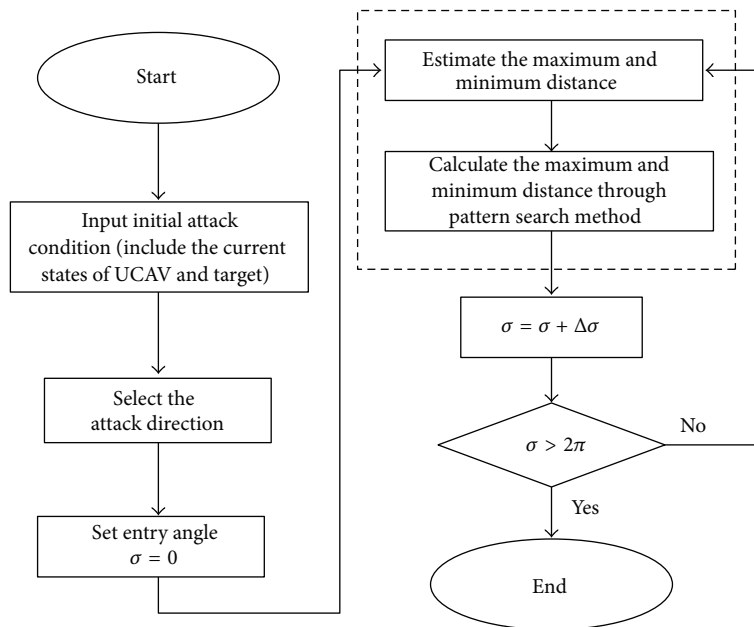 Start
Input initial attack
condition (include the current
states of UCAV and target)
Select the
attack direction
Set entry angle
σ = 0
Estimate the maximum and
minimum distance
Calculate the maximum and
minimum distance through
pattern search method
σ = σ + Δσ
σ > 2π
No
Yes
End